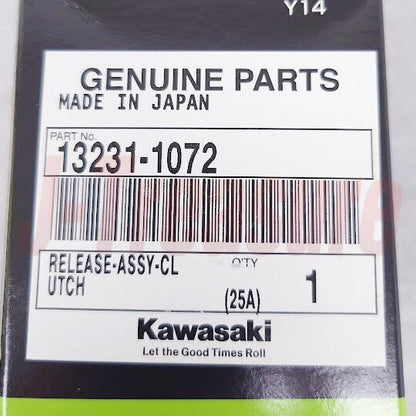 Y14
GENUINE PARTS
MADE IN JAPAN
PART No.
13231-1072
J-Treasure
RELEASE-ASSY-CL Q'TY
UTCH (25A) 1
Kawasaki
Let the Good Times Roll